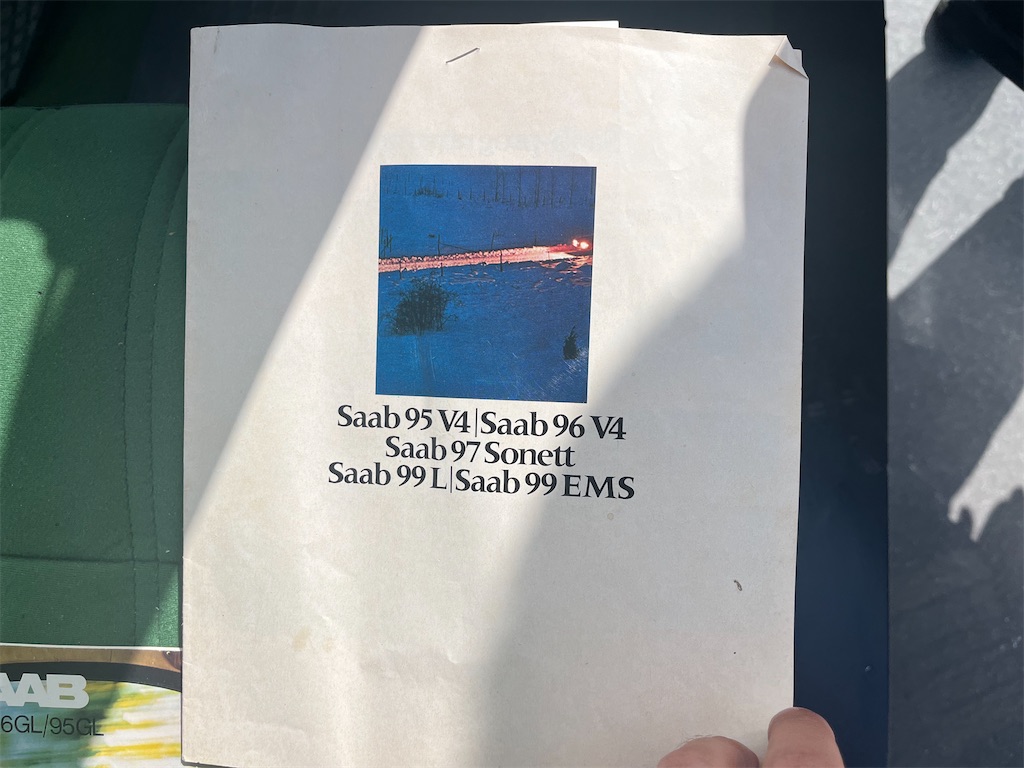 Saab 95 V4|Saab 96 V4
Saab 97 Sonett
Saab 99 L|Saab 99 EMS
AAB
6GL/95GL